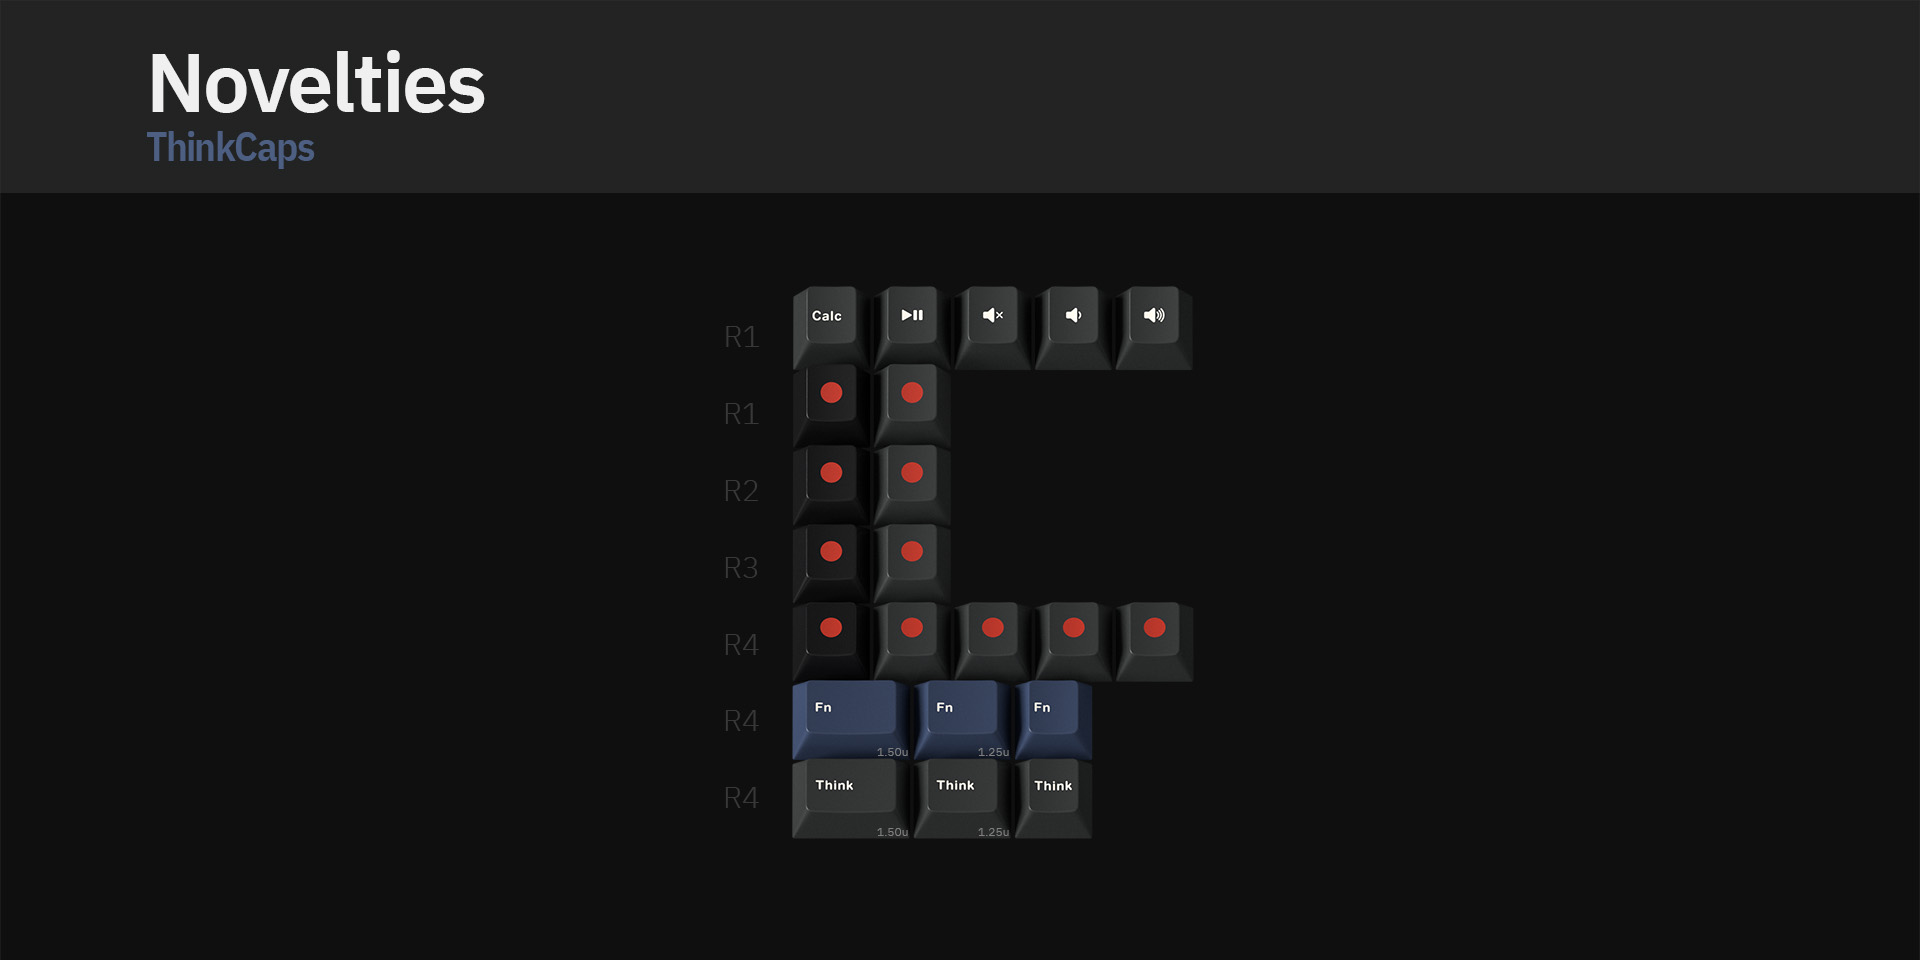 Novelties
ThinkCaps
R1 Calc
R1
R2
R3
R4
R4 Fn Fn Fn
1.50u 1.25u
R4 Think Think Think
1.50u 1.25u